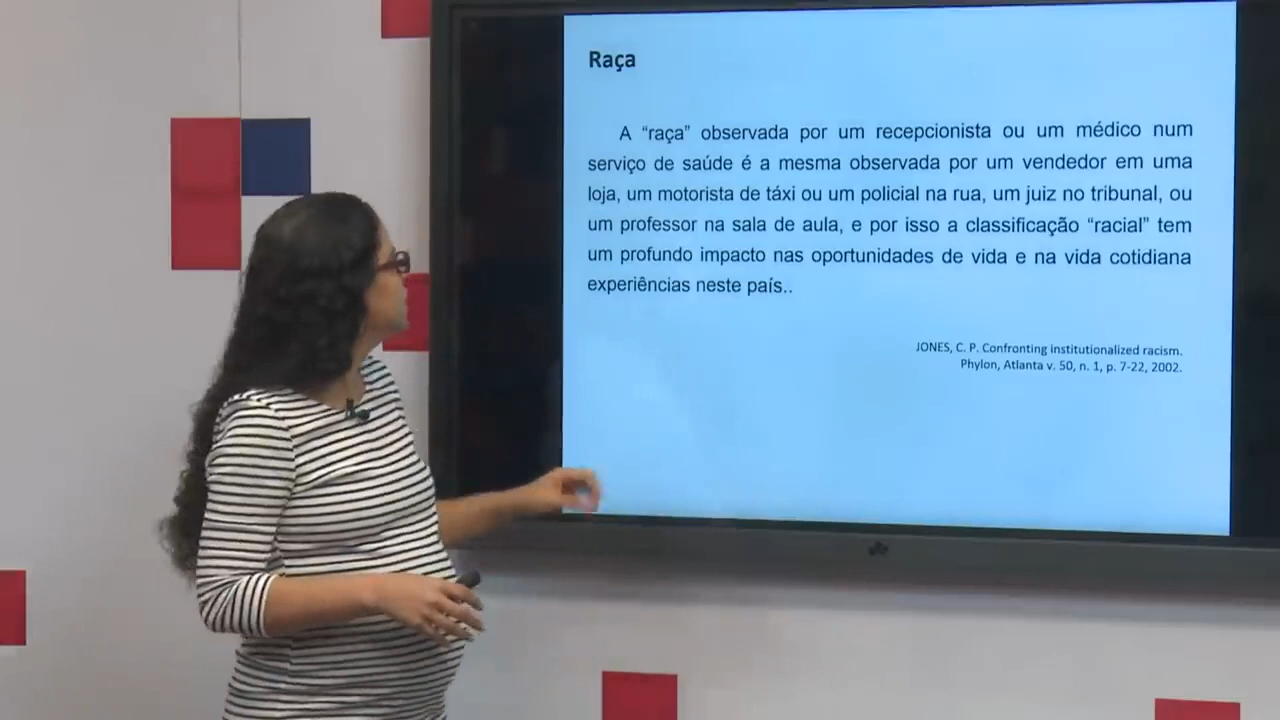 Raça
A “raça” observada por um recepcionista ou um médico num
serviço de saúde é a mesma observada por um vendedor em uma
loja, um motorista de táxi ou um policial na rua, um juiz no tribunal, ou
um professor na sala de aula, e por isso a classificação “racial” tem
um profundo impacto nas oportunidades de vida e na vida cotidiana
experiências neste país..
JONES, C. P. Confronting institutionalized racism.
Phylon, Atlanta v. 50, n. 1, p. 7-22, 2002.